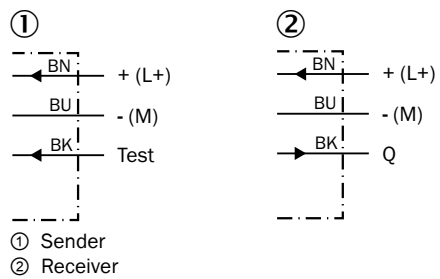 ① ②
BN + (L+) BN + (L+)
BU - (M) BU - (M)
BK Test BK Q
① Sender
② Receiver